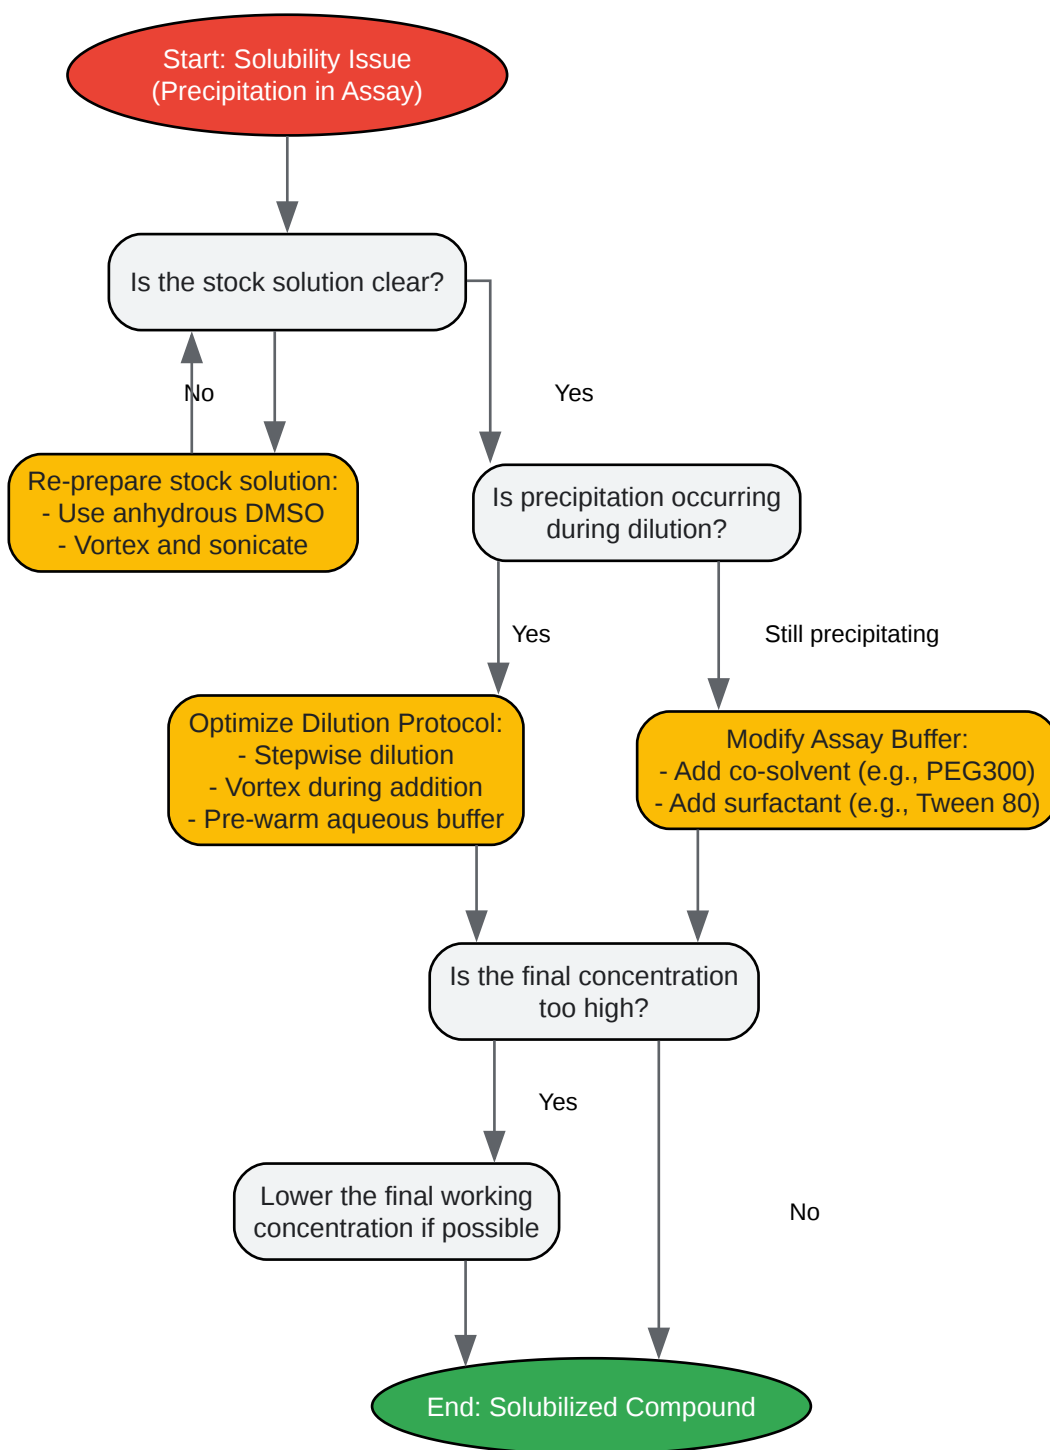 Start: Solubility Issue
(Precipitation in Assay)
Is the stock solution clear?
No
Yes
Re-prepare stock solution:
- Use anhydrous DMSO
- Vortex and sonicate
Is precipitation occurring
during dilution?
Yes
Still precipitating
Optimize Dilution Protocol:
- Stepwise dilution
- Vortex during addition
- Pre-warm aqueous buffer
Modify Assay Buffer:
- Add co-solvent (e.g., PEG300)
- Add surfactant (e.g., Tween 80)
Is the final concentration
too high?
Yes
Lower the final working
concentration if possible
No
End: Solubilized Compound